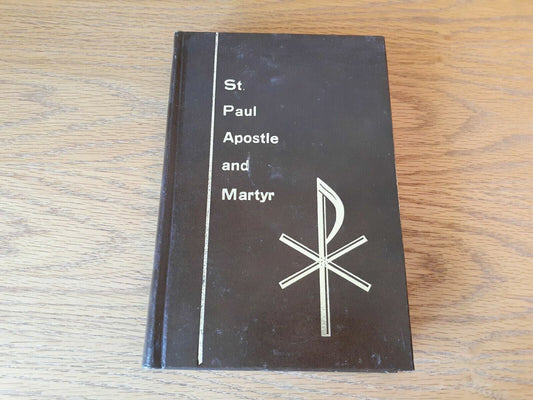 St.
Paul
Apostle
and
Martyr